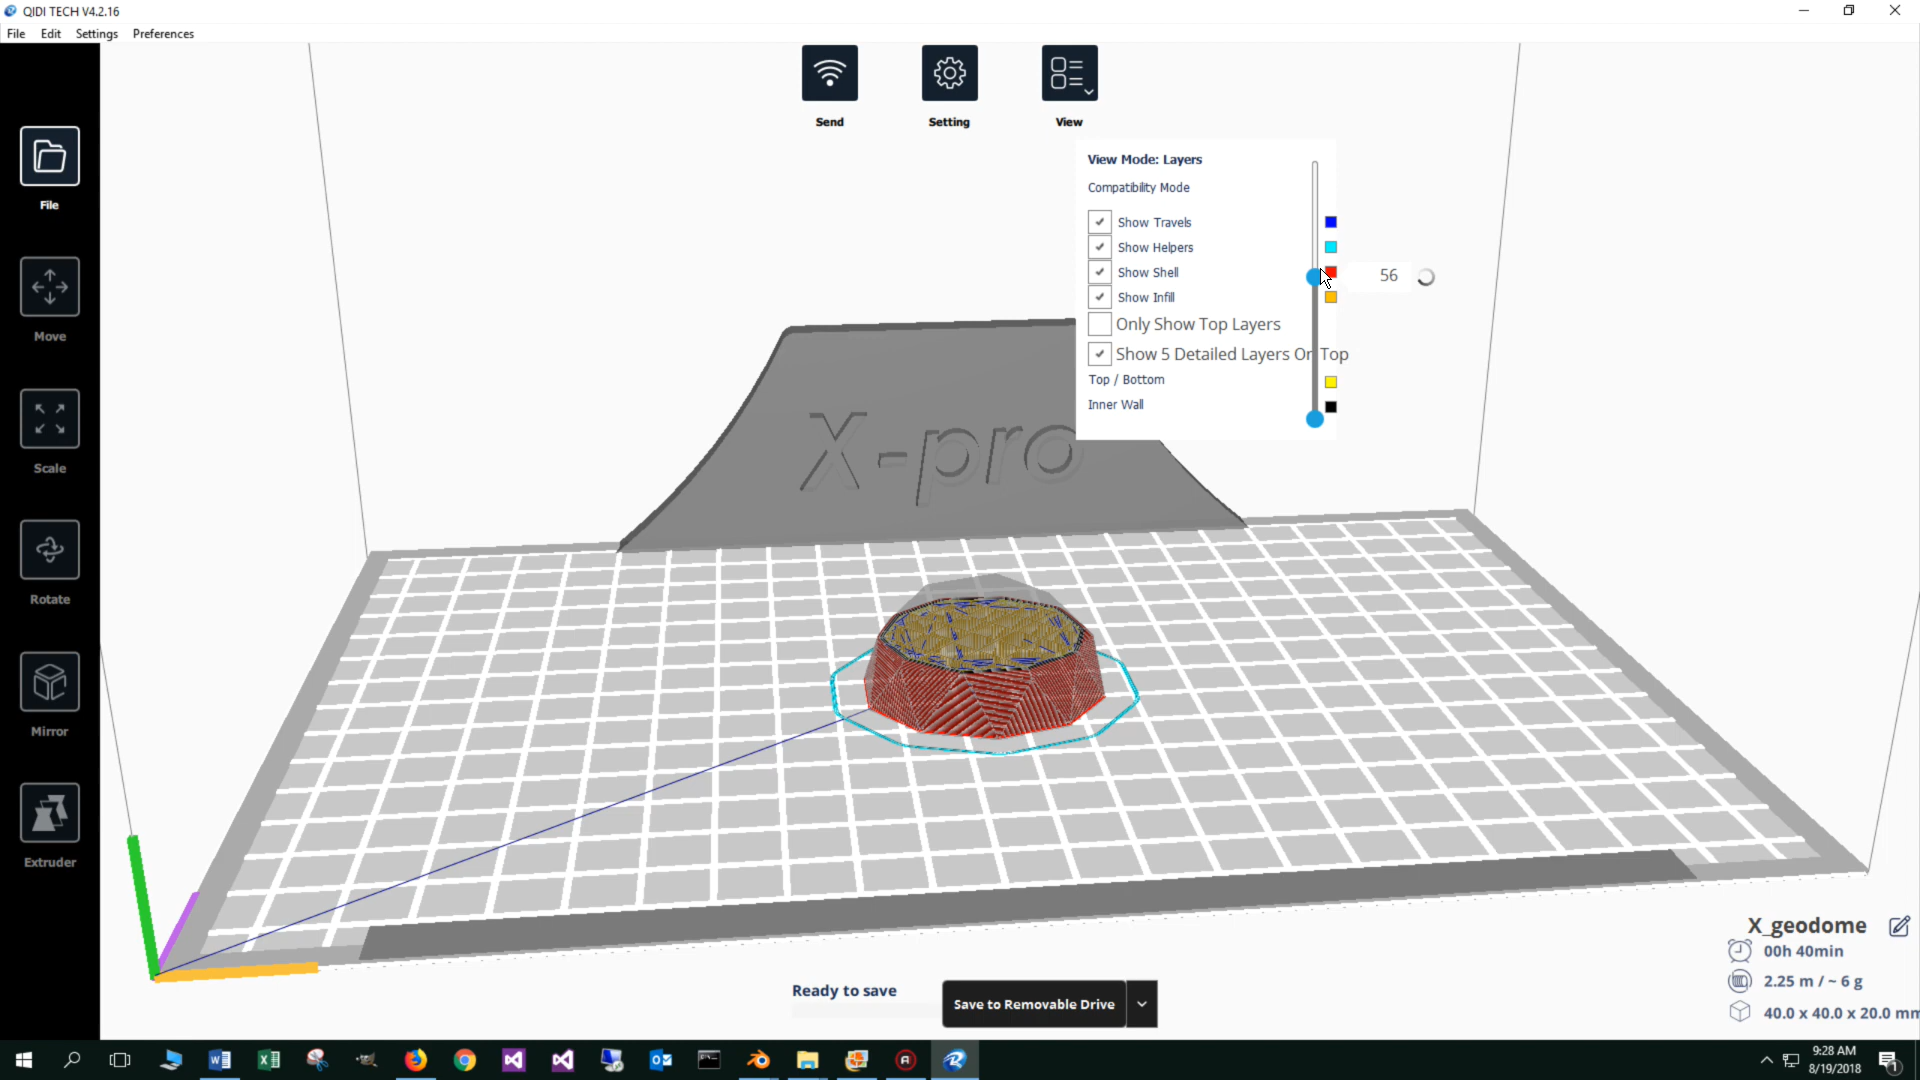 QIDI TECH V4.2.16
File Edit Settings Preferences
Send
Setting
View
File
Move
Scale
Rotate
Mirror
Extruder
View Mode: Layers
Compatibility Mode
Show Travels
Show Helpers
Show Shell
Show Infill
Only Show Top Layers
Show 5 Detailed Layers On Top
Top / Bottom
Inner Wall
56
X-pro
X_geodome
00h 40min
2.25 m / ~ 6 g
40.0 x 40.0 x 20.0 mm
Ready to save
Save to Removable Drive
9:28 AM
8/19/2018
1